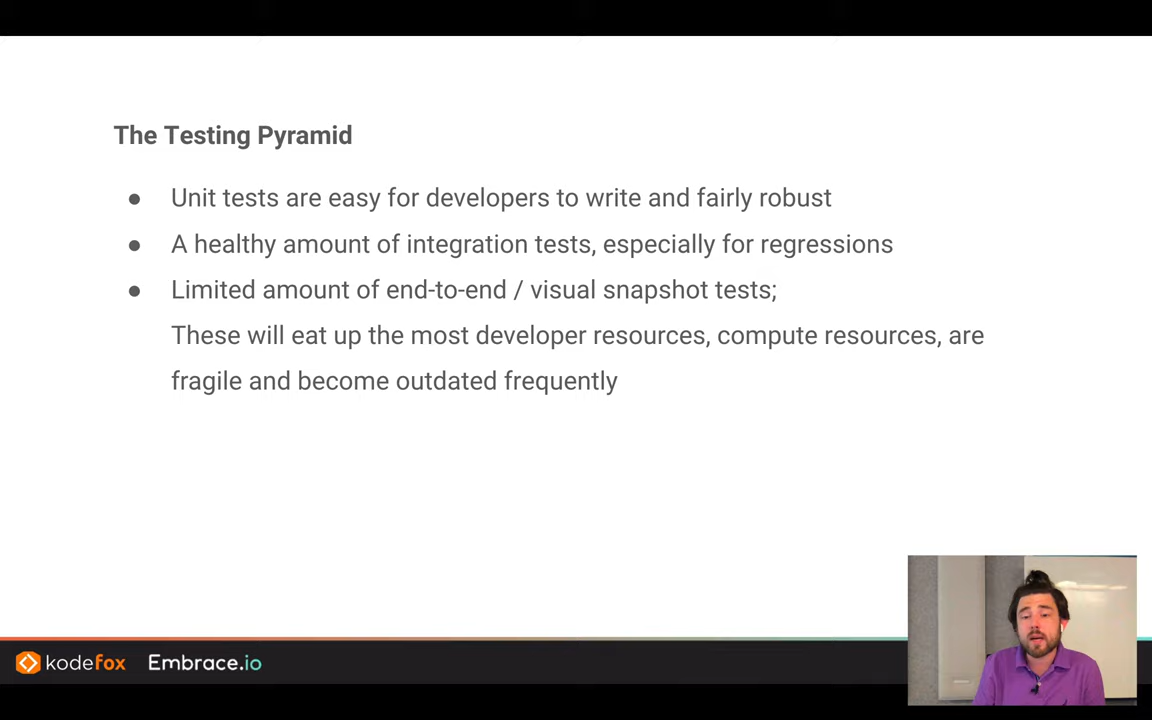 The Testing Pyramid
● Unit tests are easy for developers to write and fairly robust
● A healthy amount of integration tests, especially for regressions
● Limited amount of end-to-end / visual snapshot tests;
These will eat up the most developer resources, compute resources, are
fragile and become outdated frequently
kodefox Embrace.io